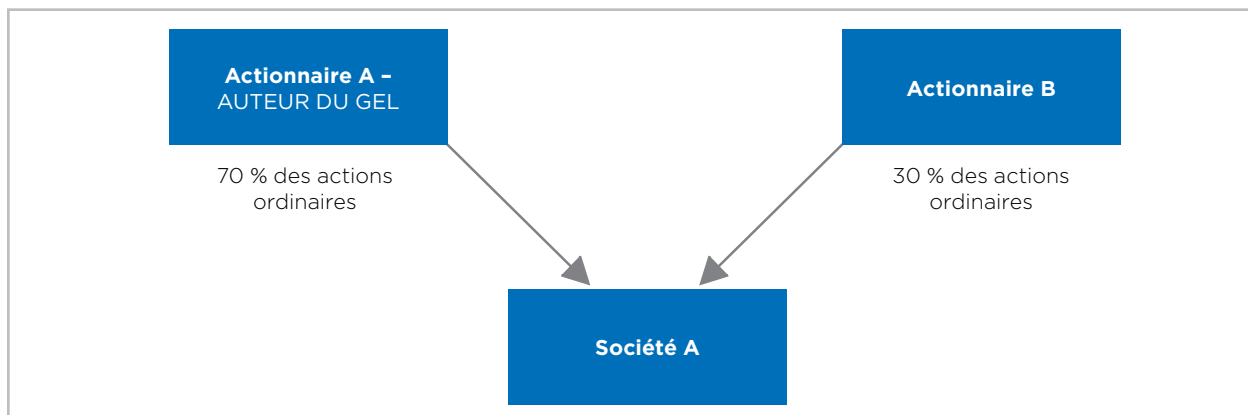 Actionnaire A –
AUTEUR DU GEL
70 % des actions
ordinaires
Actionnaire B
30 % des actions
ordinaires
Société A